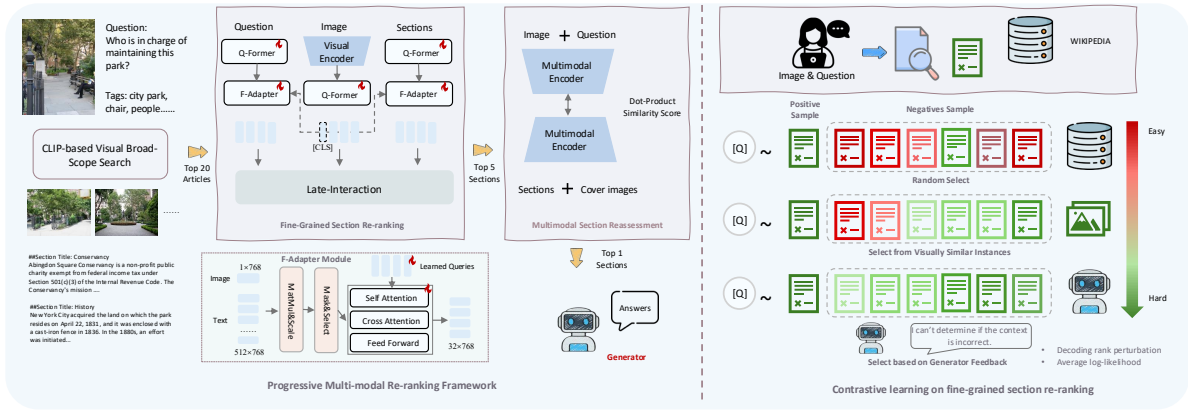 Question:
Who is in charge of
maintaining this
park?
Tags: city park,
chair, people......
CLIP-based Visual Broad-
Scope Search
......
##Section Title: Conservancy
Abingdon Square Conservancy is a non-profit public
charity exempt from federal income tax under
Section 501(c)(3) of the Internal Revenue Code . The
Conservancy's mission ...
##Section Title: History
New York City acquired the land on which the park
resides on April 22, 1831, and it was enclosed with
a cast-iron fence in 1836. In the 1880s, an effort
was initiated...
Top 20
Articles
Question
Image
Sections
Q-Former
Visual
Encoder
Q-Former
F-Adapter
Q-Former
F-Adapter
[CLS]
Late-Interaction
Fine-Grained Section Re-ranking
Top 5
Sections
Image + Question
Multimodal
Encoder
Dot-Product
Similarity Score
Multimodal
Encoder
Sections + Cover images
Multimodal Section Reassessment
Top 1
Sections
F-Adapter Module
Image
1×768
Text
......
512×768
MatMul&Scale
Mask&Select
Learned Queries
Self Attention
Cross Attention
Feed Forward
32×768
Answers
Generator
Progressive Multi-modal Re-ranking Framework
Image & Question
WIKIPEDIA
Positive
Sample
Negatives Sample
[Q] ~
Random Select
[Q] ~
Select from Visually Similar Instances
[Q] ~
Easy
Hard
I can't determine if the context
is incorrect.
Select based on Generator Feedback
• Decoding rank perturbation
• Average log-likelihood
Contrastive learning on fine-grained section re-ranking